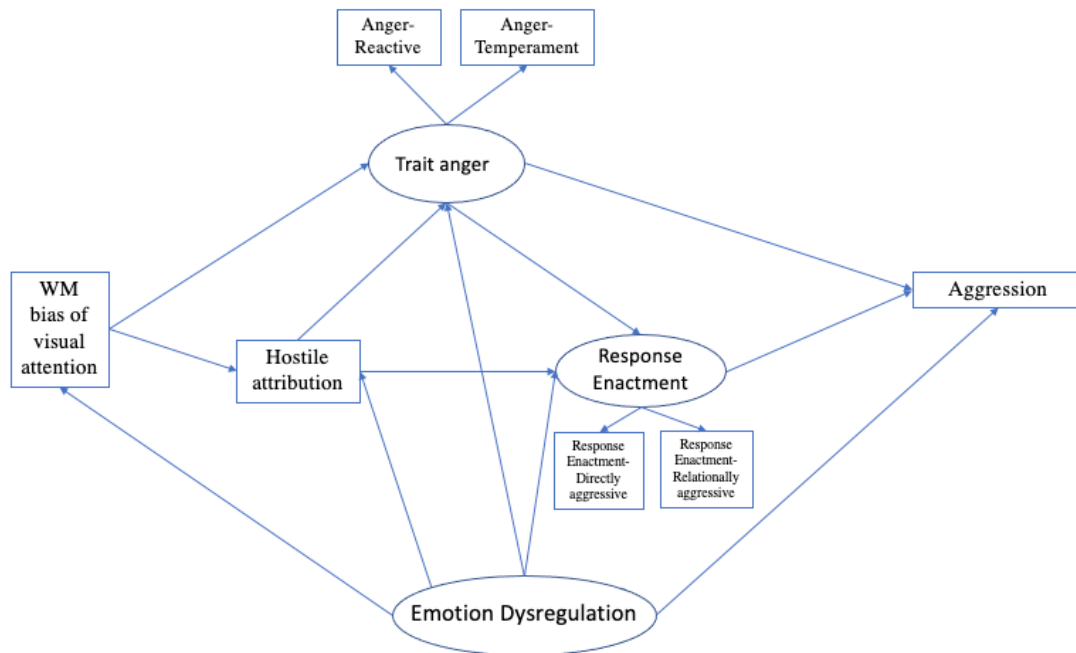 Anger-
Reactive
Anger-
Temperament
Trait anger
WM
bias of
visual
attention
Hostile
attribution
Response
Enactment
Aggression
Response
Enactment-
Directly
aggressive
Response
Enactment-
Relationally
aggressive
Emotion Dysregulation